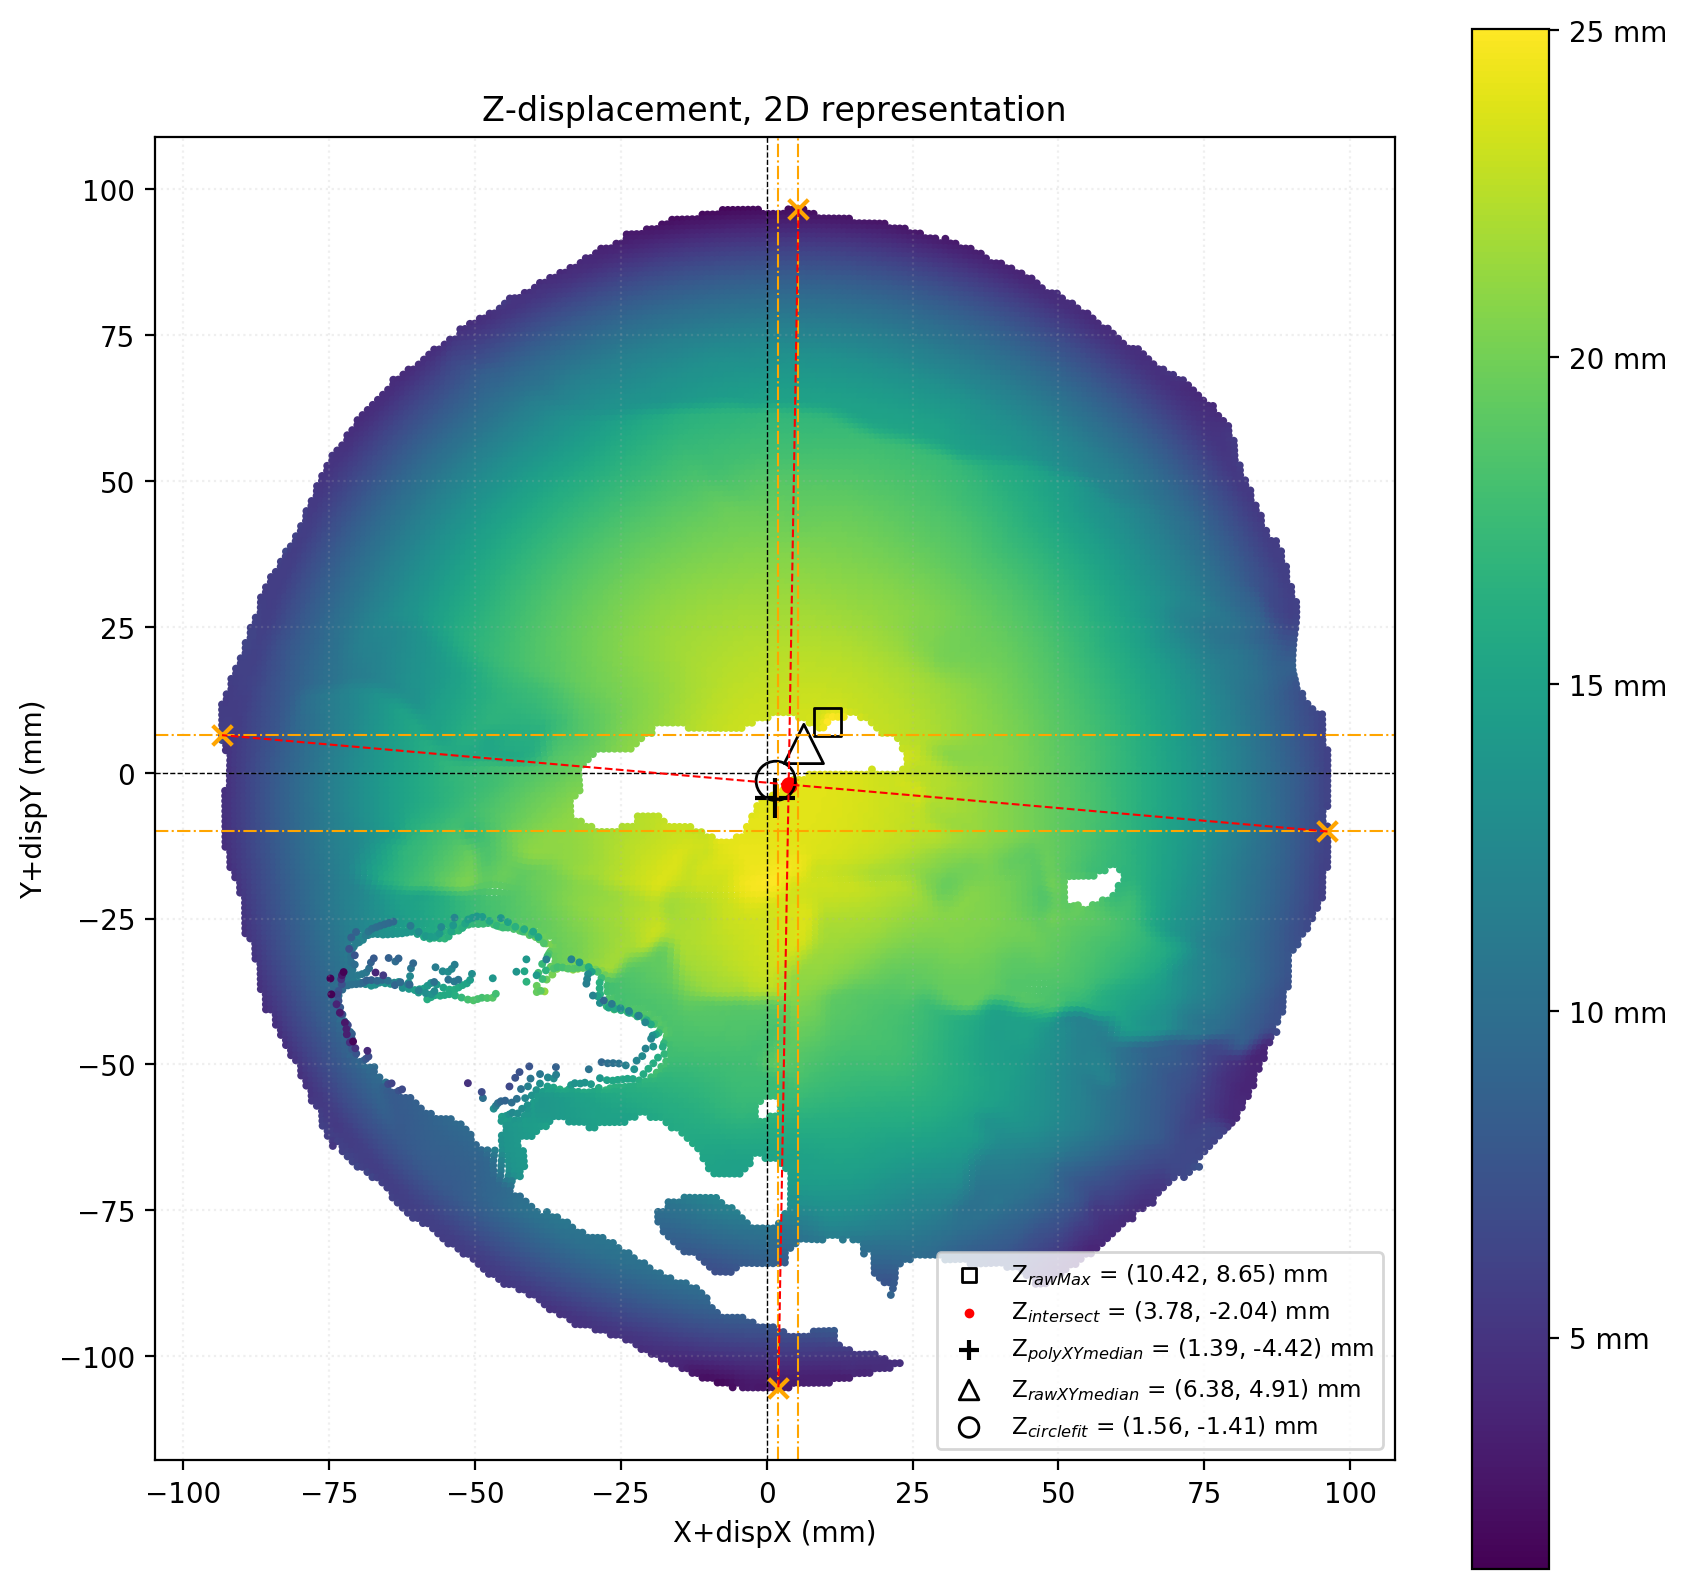 Z-displacement, 2D representation
25 mm
20 mm
15 mm
10 mm
5 mm
100
75
50
25
0
−25
−50
−75
−100
Y+dispY (mm)
−100 −75 −50 −25 0 25 50 75 100
X+dispX (mm)
Z_rawMax = (10.42, 8.65) mm
Z_intersect = (3.78, -2.04) mm
Z_polyXYmedian = (1.39, -4.42) mm
Z_rawXYmedian = (6.38, 4.91) mm
Z_circlefit = (1.56, -1.41) mm